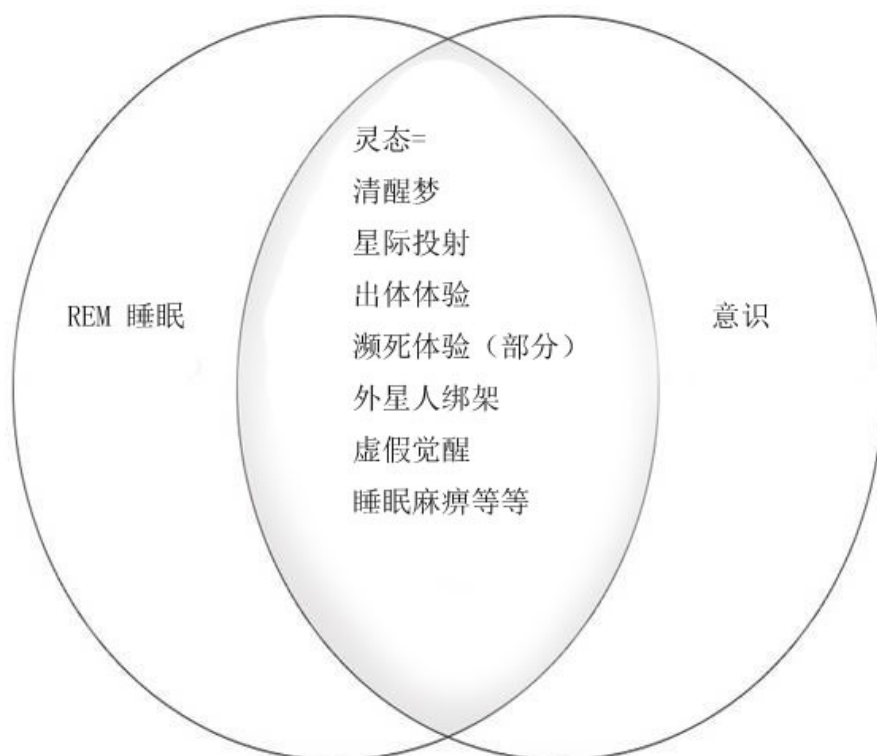 灵态=
清醒梦
星际投射
出体体验
REM 睡眠
意识
濒死体验（部分）
外星人绑架
虚假觉醒
睡眠麻痹等等